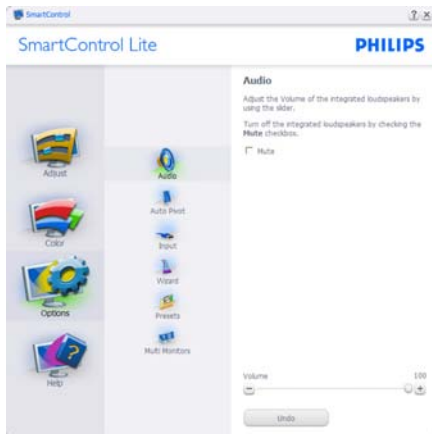 SmartControl
SmartControl Lite
PHILIPS
Adjust
Color
Options
Help
Audio
Auto Pivot
Input
Wizard
Presets
Multi Monitors
Audio
Adjust the Volume of the integrated loudspeakers by
using the slider.
Turn off the integrated loudspeakers by checking the
Mute checkbox.
Mute
Volume 100
Undo